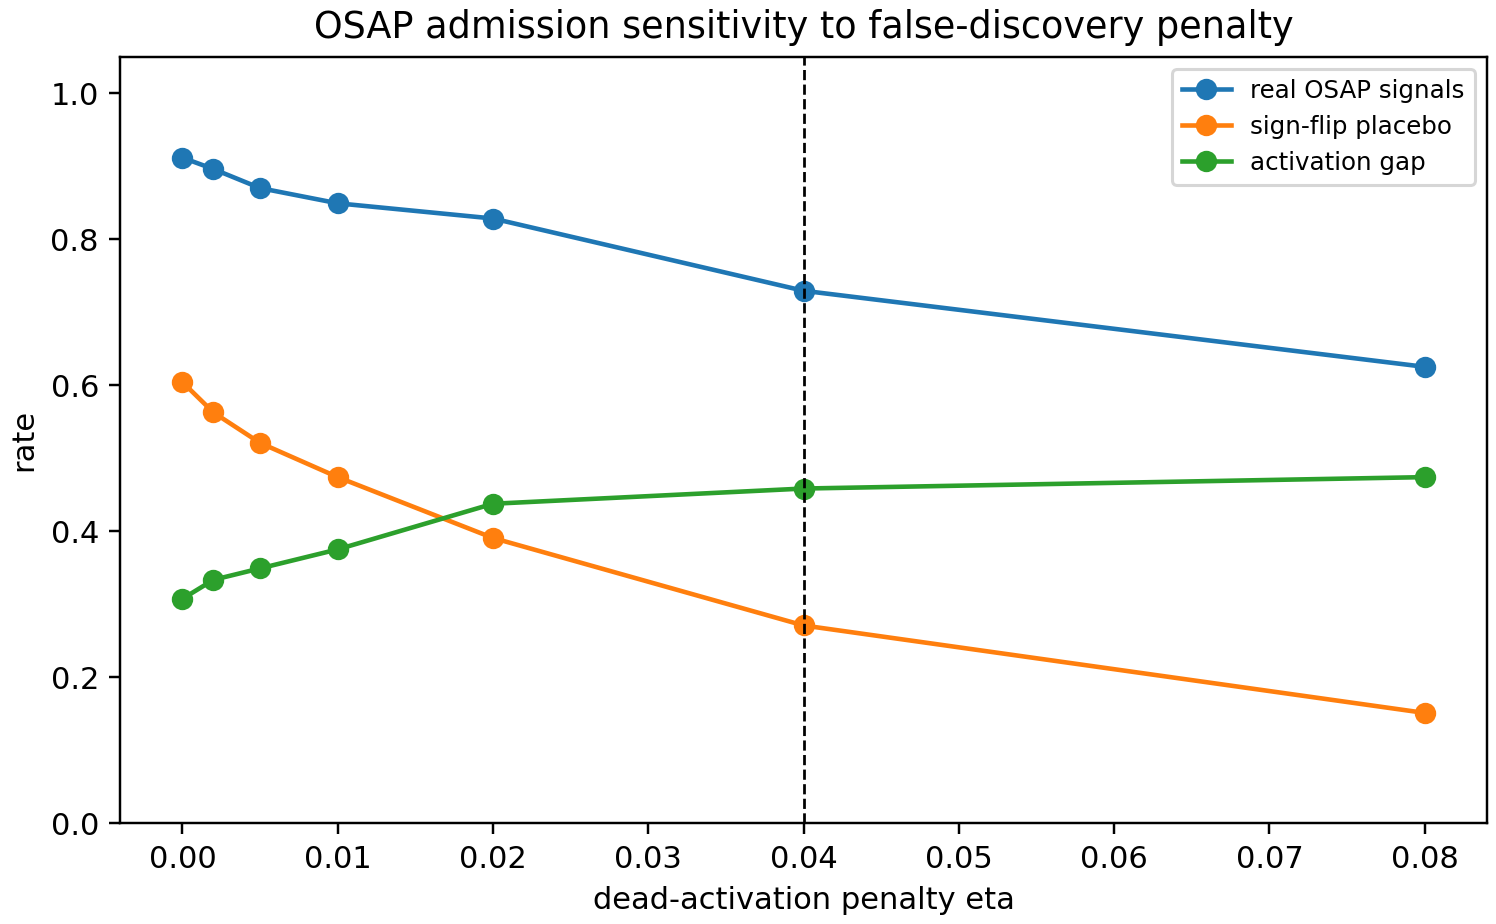 OSAP admission sensitivity to false-discovery penalty
real OSAP signals
sign-flip placebo
activation gap
1.0
0.8
0.6
0.4
0.2
0.0
rate
0.00 0.01 0.02 0.03 0.04 0.05 0.06 0.07 0.08
dead-activation penalty eta